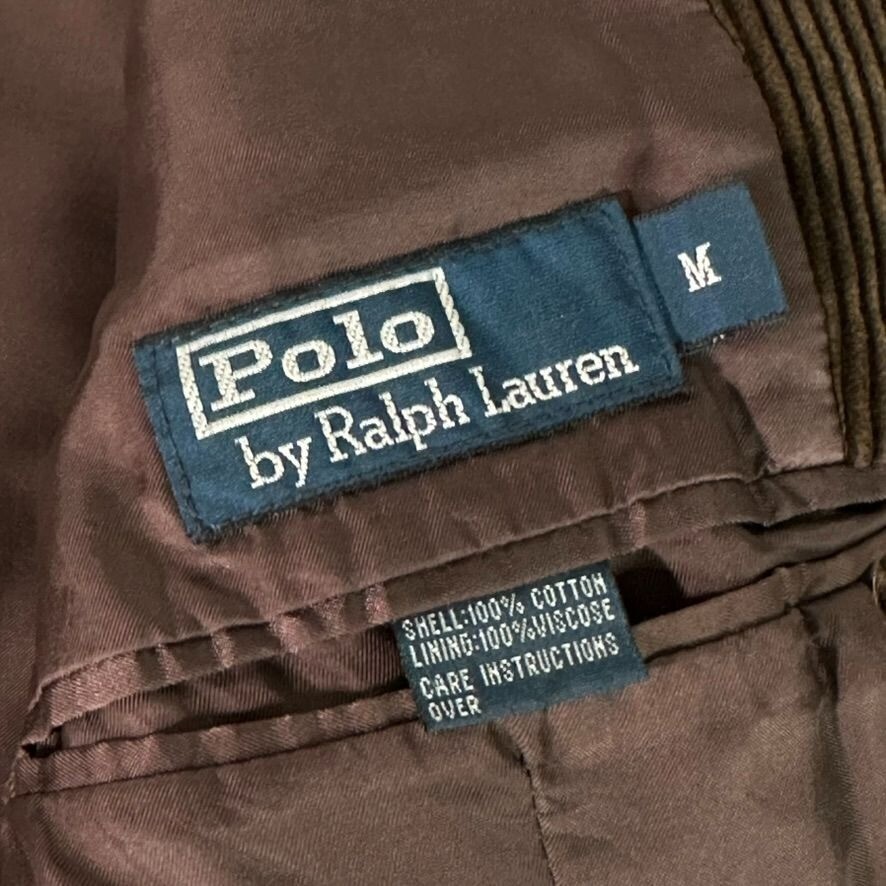 Polo
by Ralph Lauren
M
SHELL:100% COTTON
LINING:100%VISCOSE
CARE INSTRUCTIONS
OVER